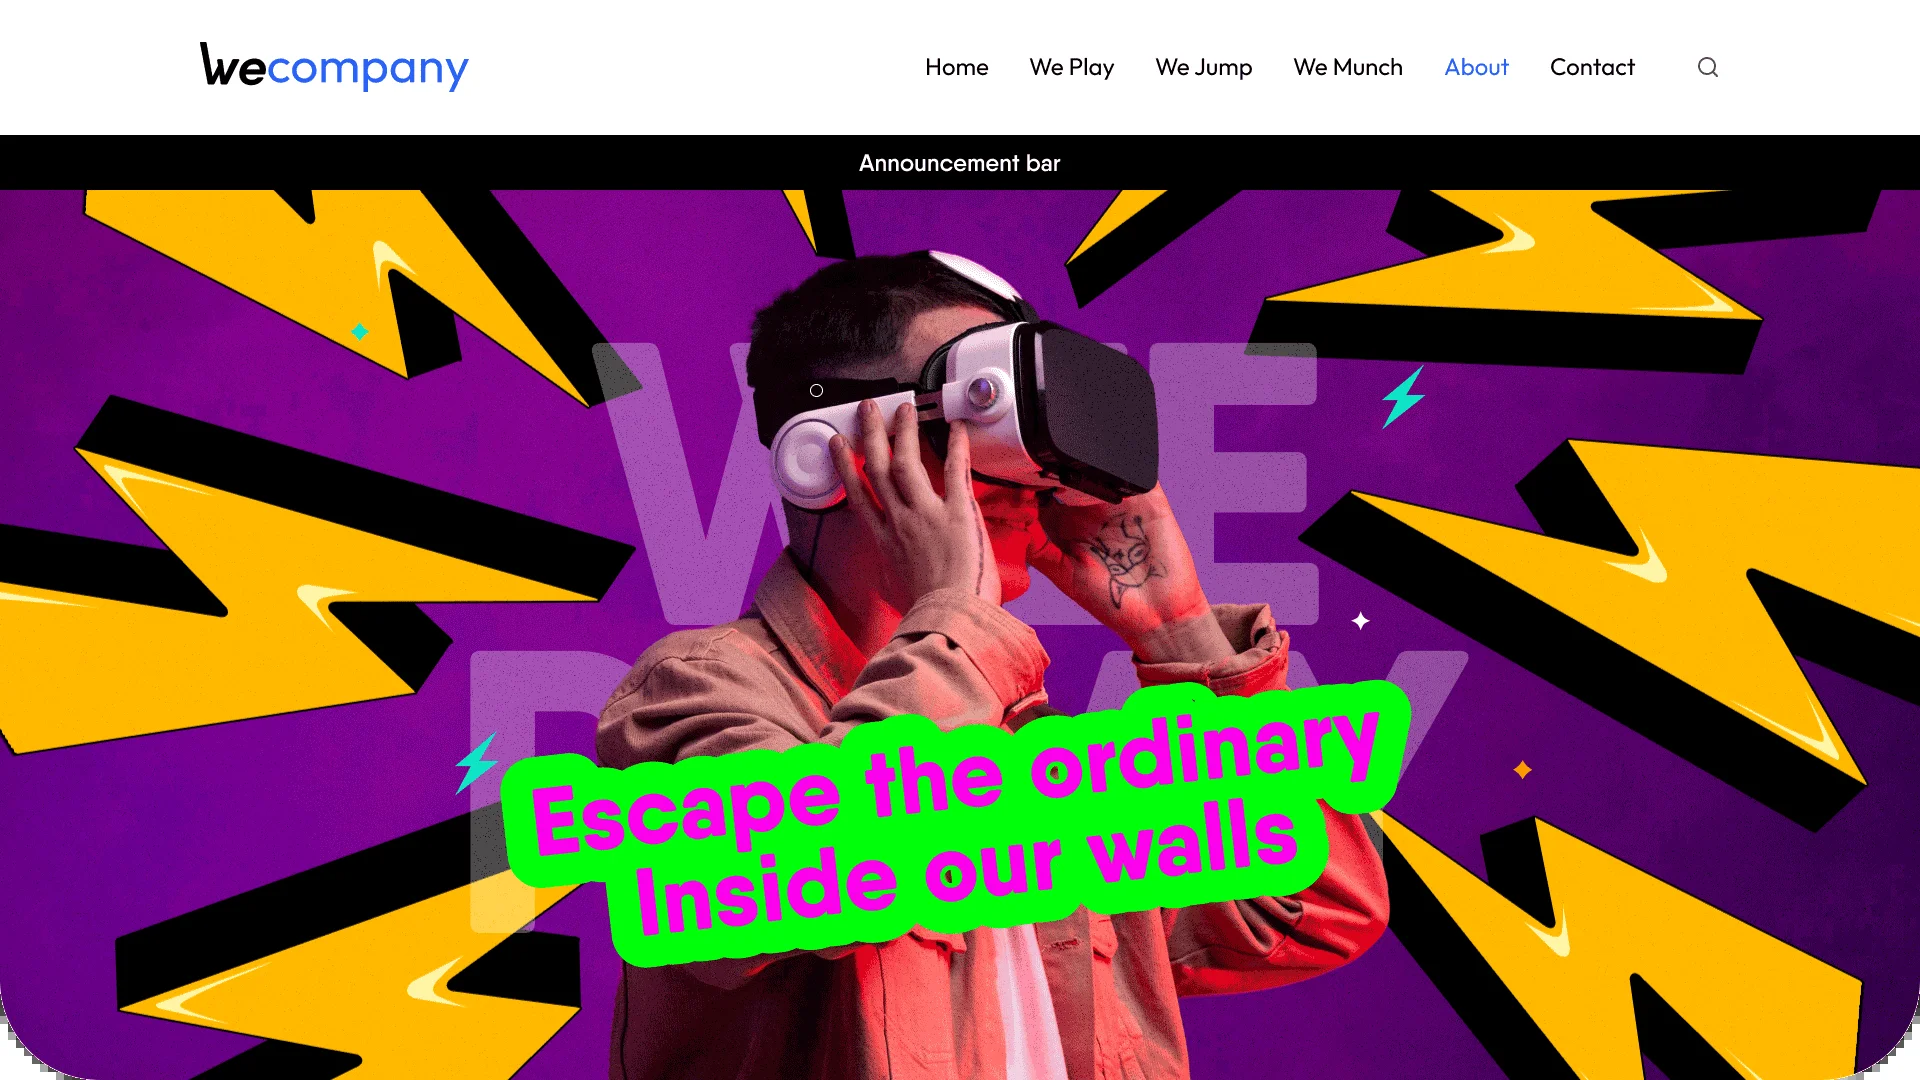 wecompany
Home We Play We Jump We Munch About Contact
Announcement bar
WE
PLAY
Escape the ordinary
Inside our walls